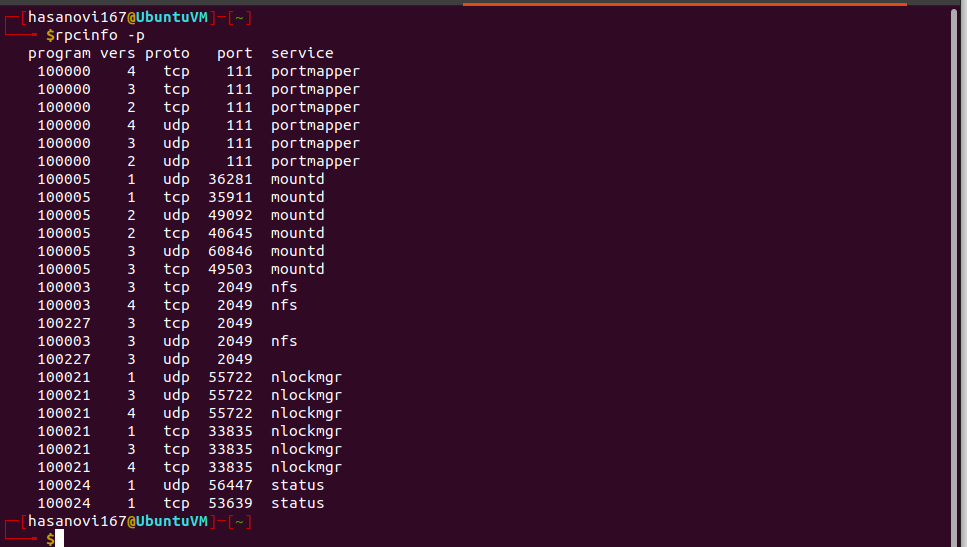 ┌─[hasanovi167@UbuntuVM]─[~]
└──╼ $rpcinfo -p
   program vers proto   port  service
    100000    4   tcp    111  portmapper
    100000    3   tcp    111  portmapper
    100000    2   tcp    111  portmapper
    100000    4   udp    111  portmapper
    100000    3   udp    111  portmapper
    100000    2   udp    111  portmapper
    100005    1   udp  36281  mountd
    100005    1   tcp  35911  mountd
    100005    2   udp  49092  mountd
    100005    2   tcp  40645  mountd
    100005    3   udp  60846  mountd
    100005    3   tcp  49503  mountd
    100003    3   tcp   2049  nfs
    100003    4   tcp   2049  nfs
    100227    3   tcp   2049
    100003    3   udp   2049  nfs
    100227    3   udp   2049
    100021    1   udp  55722  nlockmgr
    100021    3   udp  55722  nlockmgr
    100021    4   udp  55722  nlockmgr
    100021    1   tcp  33835  nlockmgr
    100021    3   tcp  33835  nlockmgr
    100021    4   tcp  33835  nlockmgr
    100024    1   udp  56447  status
    100024    1   tcp  53639  status
┌─[hasanovi167@UbuntuVM]─[~]
└──╼ $